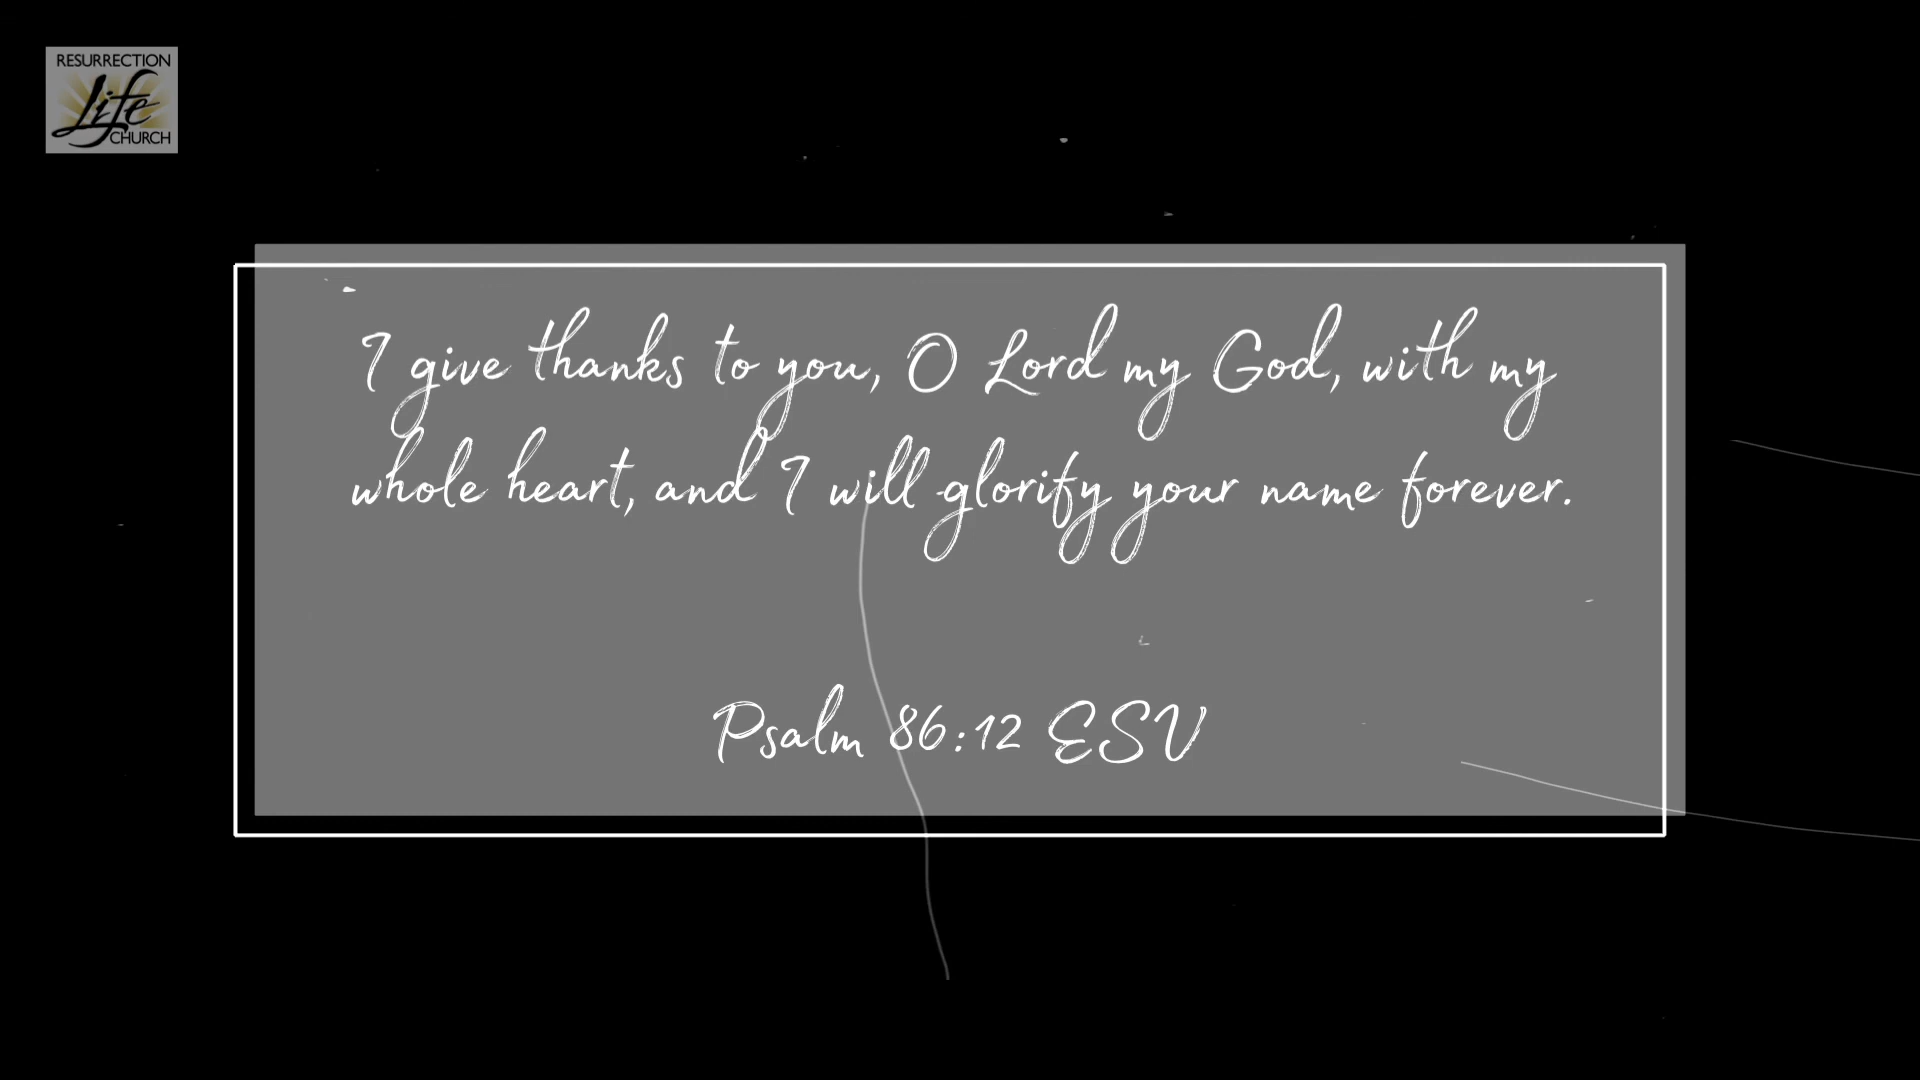 RESURRECTION
Life
CHURCH
I give thanks to you, O Lord my God, with my
whole heart, and I will glorify your name forever.
Psalm 86:12 ESV